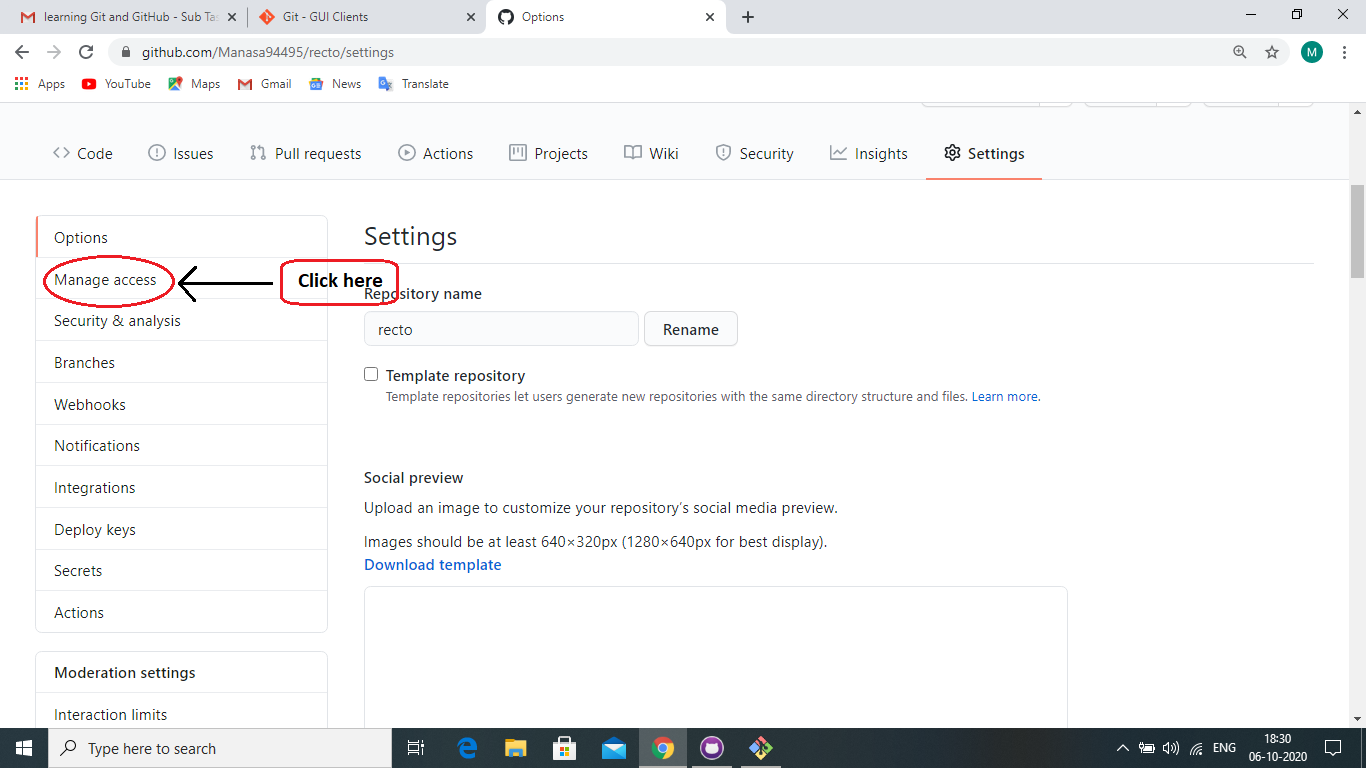 learning Git and GitHub - Sub Tas
Git - GUI Clients
Options
github.com/Manasa94495/recto/settings
M
Apps
YouTube
Maps
Gmail
News
Translate
Code
Issues
Pull requests
Actions
Projects
Wiki
Security
Insights
Settings
Options
Manage access
Security & analysis
Branches
Webhooks
Notifications
Integrations
Deploy keys
Secrets
Actions
Moderation settings
Interaction limits
Click here
Settings
Repository name
recto
Rename
Template repository
Template repositories let users generate new repositories with the same directory structure and files. Learn more.
Social preview
Upload an image to customize your repository's social media preview.
Images should be at least 640×320px (1280×640px for best display).
Download template
Type here to search
ENG
18:30
06-10-2020